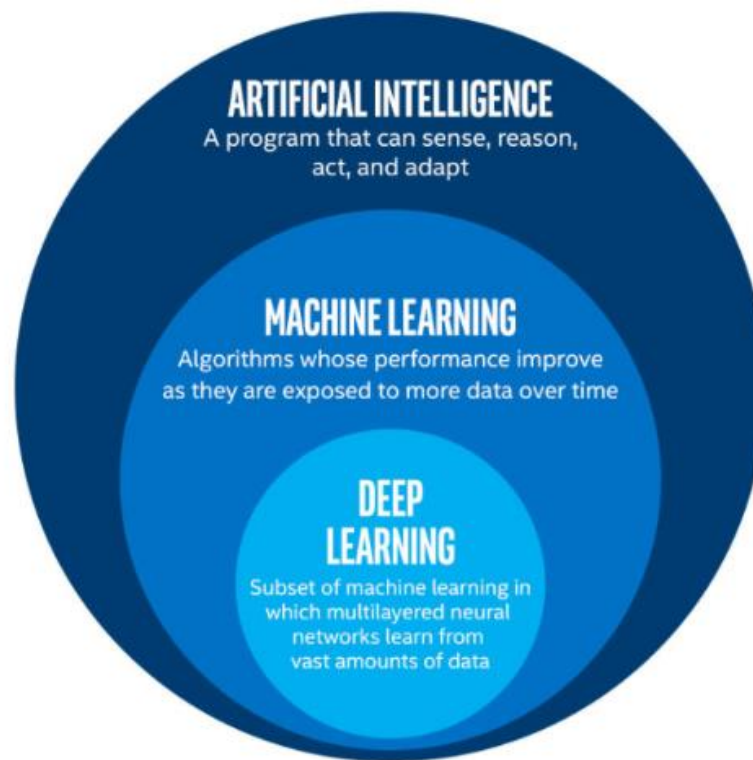 ARTIFICIAL INTELLIGENCE
A program that can sense, reason,
act, and adapt
MACHINE LEARNING
Algorithms whose performance improve
as they are exposed to more data over time
DEEP
LEARNING
Subset of machine learning in
which multilayered neural
networks learn from
vast amounts of data